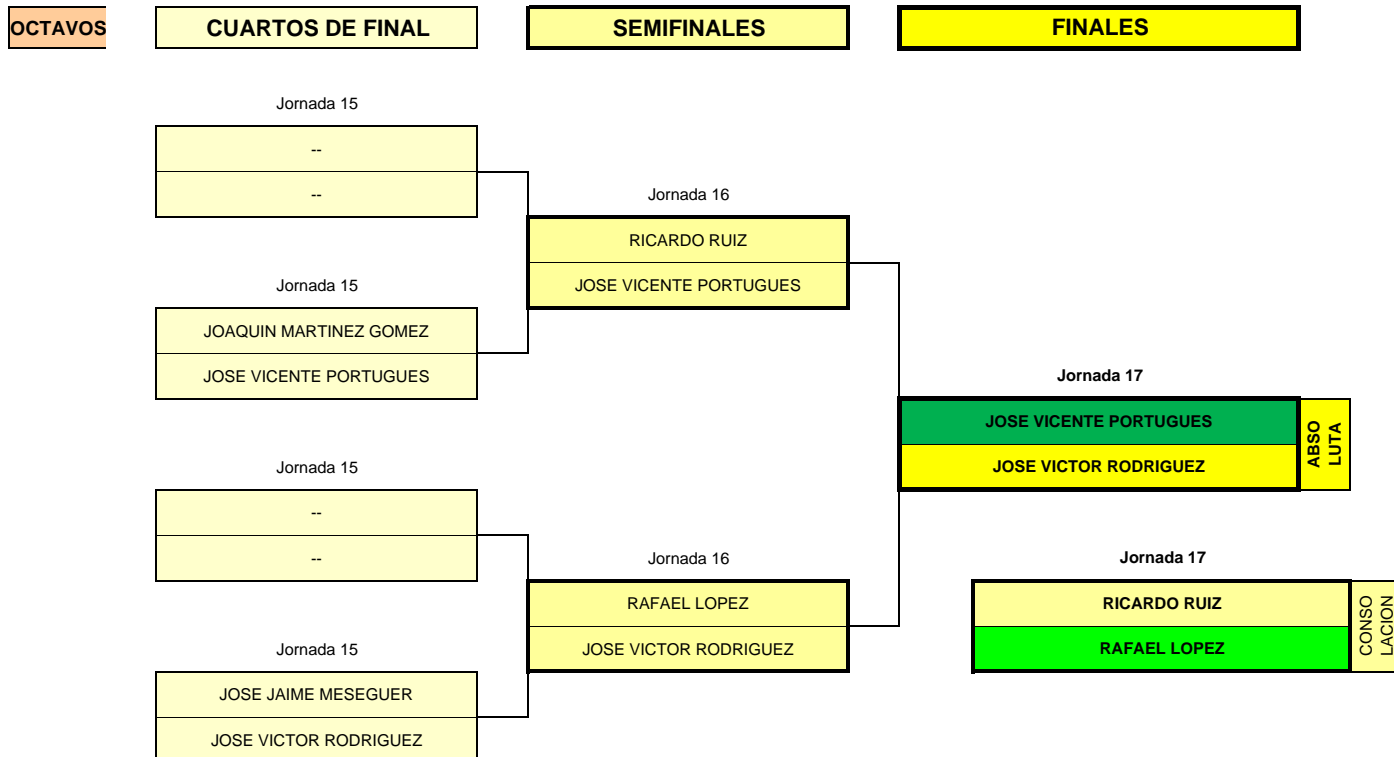 OCTAVOS
CUARTOS DE FINAL
SEMIFINALES
FINALES
Jornada 15
--
--
Jornada 16
RICARDO RUIZ
JOSE VICENTE PORTUGUES
Jornada 15
JOAQUIN MARTINEZ GOMEZ
JOSE VICENTE PORTUGUES
Jornada 17
JOSE VICENTE PORTUGUES
JOSE VICTOR RODRIGUEZ
ABSO
LUTA
Jornada 15
--
--
Jornada 16
RAFAEL LOPEZ
JOSE VICTOR RODRIGUEZ
Jornada 17
RICARDO RUIZ
RAFAEL LOPEZ
CONSO
LACION
Jornada 15
JOSE JAIME MESEGUER
JOSE VICTOR RODRIGUEZ